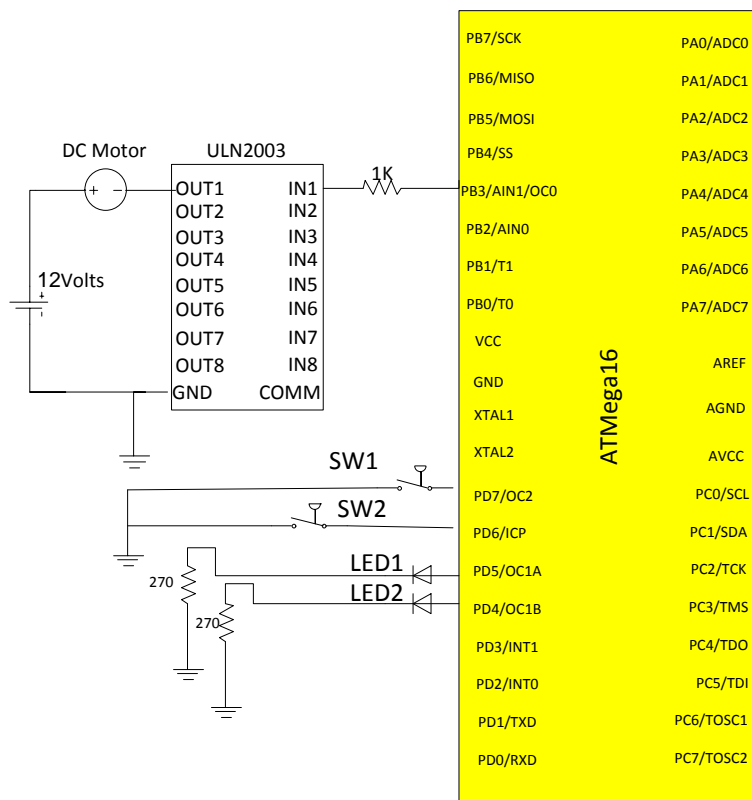 DC Motor
+
-
12Volts
+
ULN2003
OUT1
OUT2
OUT3
OUT4
OUT5
OUT6
OUT7
OUT8
GND
IN1
IN2
IN3
IN4
IN5
IN6
IN7
IN8
COMM
1K
SW1
SW2
LED1
LED2
270
270
PB7/SCK
PB6/MISO
PB5/MOSI
PB4/SS
PB3/AIN1/OC0
PB2/AIN0
PB1/T1
PB0/T0
VCC
GND
XTAL1
XTAL2
PD7/OC2
PD6/ICP
PD5/OC1A
PD4/OC1B
PD3/INT1
PD2/INT0
PD1/TXD
PD0/RXD
ATMega16
PA0/ADC0
PA1/ADC1
PA2/ADC2
PA3/ADC3
PA4/ADC4
PA5/ADC5
PA6/ADC6
PA7/ADC7
AREF
AGND
AVCC
PC0/SCL
PC1/SDA
PC2/TCK
PC3/TMS
PC4/TDO
PC5/TDI
PC6/TOSC1
PC7/TOSC2